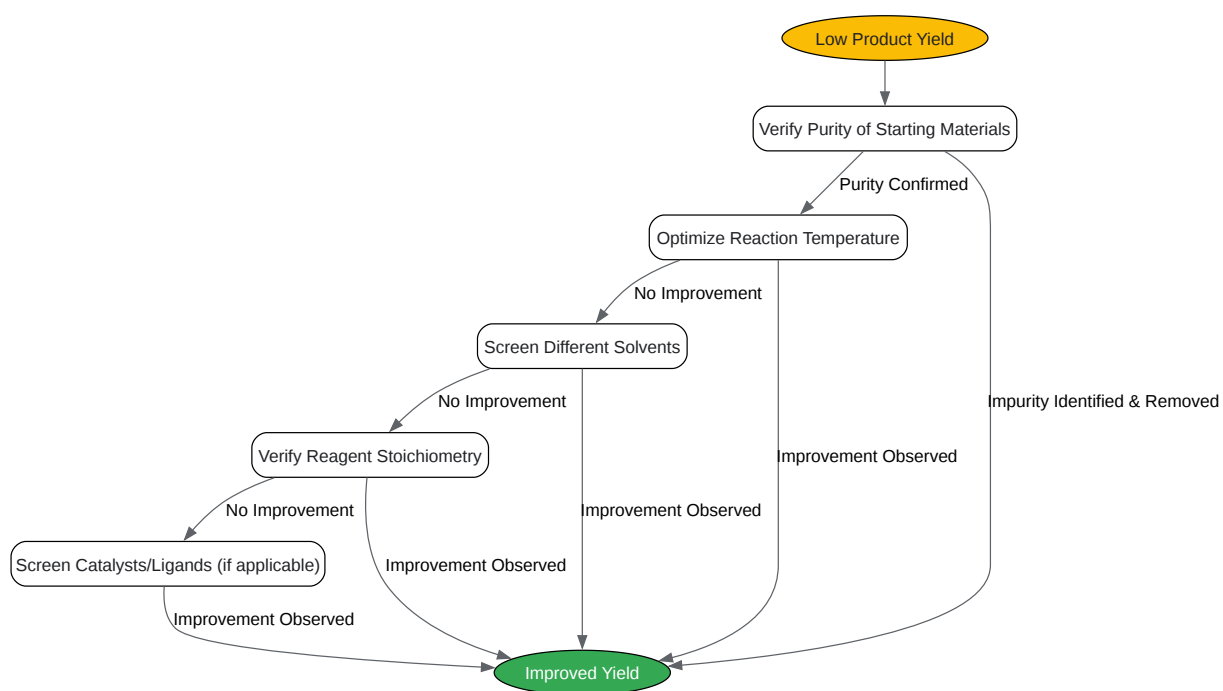 Low Product Yield
Verify Purity of Starting Materials
Purity Confirmed
Optimize Reaction Temperature
No Improvement
Screen Different Solvents
No Improvement
Impurity Identified & Removed
Verify Reagent Stoichiometry
Improvement Observed
No Improvement
Improvement Observed
Screen Catalysts/Ligands (if applicable)
Improvement Observed
Improvement Observed
Improved Yield